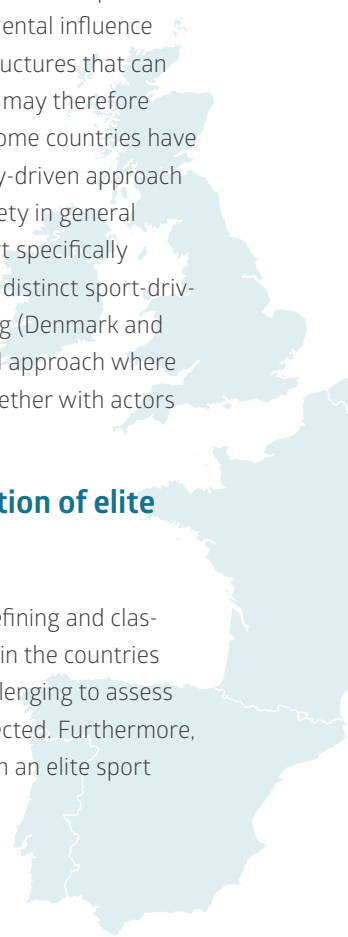 ental influence
uctures that can
may therefore
ome countries have
y-driven approach
ety in general
t specifically
distinct sport-driv-
g (Denmark and
l approach where
ether with actors
tion of elite
efining and clas-
in the countries
lenging to assess
cted. Furthermore,
n an elite sport